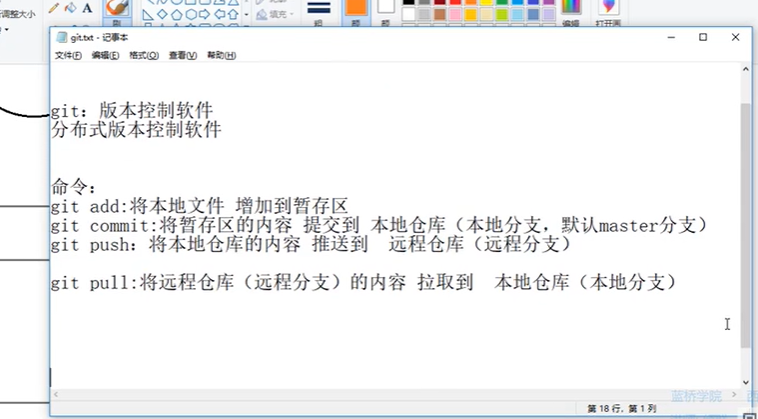 调整大小
A
刷
粗
颜
颜
填充
编辑
打开画
git.txt - 记事本
文件(F) 编辑(E) 格式(O) 查看(V) 帮助(H)
git：版本控制软件
分布式版本控制软件
命令：
git add:将本地文件 增加到暂存区
git commit:将暂存区的内容 提交到 本地仓库（本地分支，默认master分支）
git push：将本地仓库的内容 推送到 远程仓库（远程分支）
git pull:将远程仓库（远程分支）的内容 拉取到 本地仓库（本地分支）
蓝桥学院
第 18 行，第 1 列